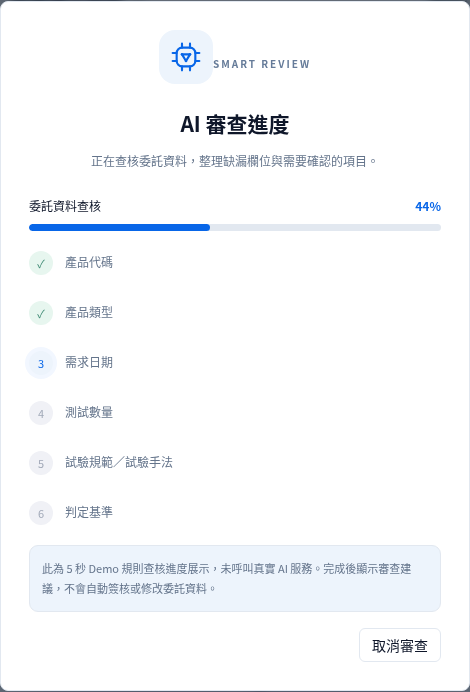 SMART REVIEW
AI 審查進度
正在查核委託資料，整理缺漏欄位與需要確認的項目。
委託資料查核 44%
✓ 產品代碼
✓ 產品類型
3 需求日期
4 測試數量
5 試驗規範／試驗手法
6 判定基準
此為 5 秒 Demo 規則查核進度展示，未呼叫真實 AI 服務。完成後顯示審查建
議，不會自動簽核或修改委託資料。
取消審查